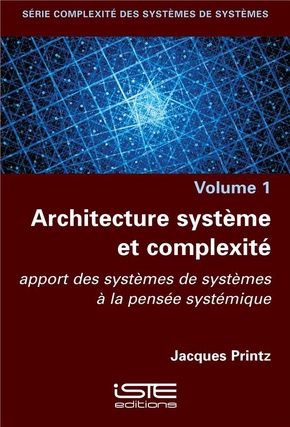 SÉRIE COMPLEXITÉ DES SYSTÈMES DE SYSTÈMES
Volume 1
Architecture système
et complexité
apport des systèmes de systèmes
à la pensée systémique
Jacques Printz
iSTE
editions